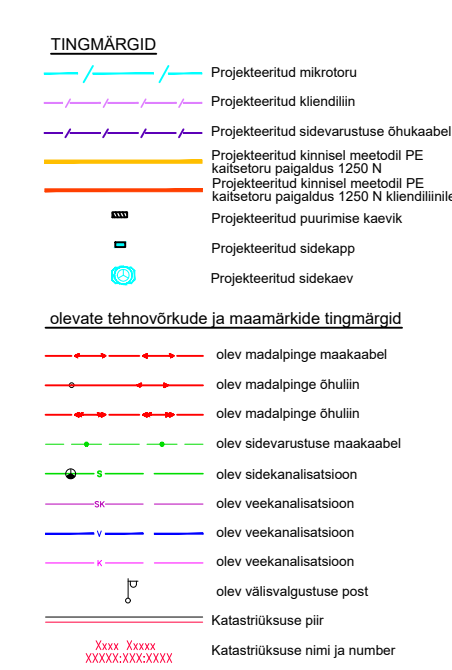 TINGMÄRGID
Projekteeritud mikrotoru
Projekteeritud kliendiliin
Projekteeritud sidevarustuse õhukaabel
Projekteeritud kinnisel meetodil PE
kaitsetoru paigaldus 1250 N
Projekteeritud kinnisel meetodil PE
kaitsetoru paigaldus 1250 N kliendiliinile
Projekteeritud puurimise kaevik
Projekteeritud sidekapp
Projekteeritud sidekaev
olevate tehnovõrkude ja maamärkide tingmärgid
olev madalpinge maakaabel
olev madalpinge õhuliin
olev madalpinge õhuliin
olev sidevarustuse maakaabel
S olev sidekanalisatsioon
SK olev veekanalisatsioon
V olev veekanalisatsioon
K olev veekanalisatsioon
olev välisvalgustuse post
Katastriüksuse piir
Xxxx Xxxxx
XXXXX:XXX:XXXX
Katastriüksuse nimi ja number